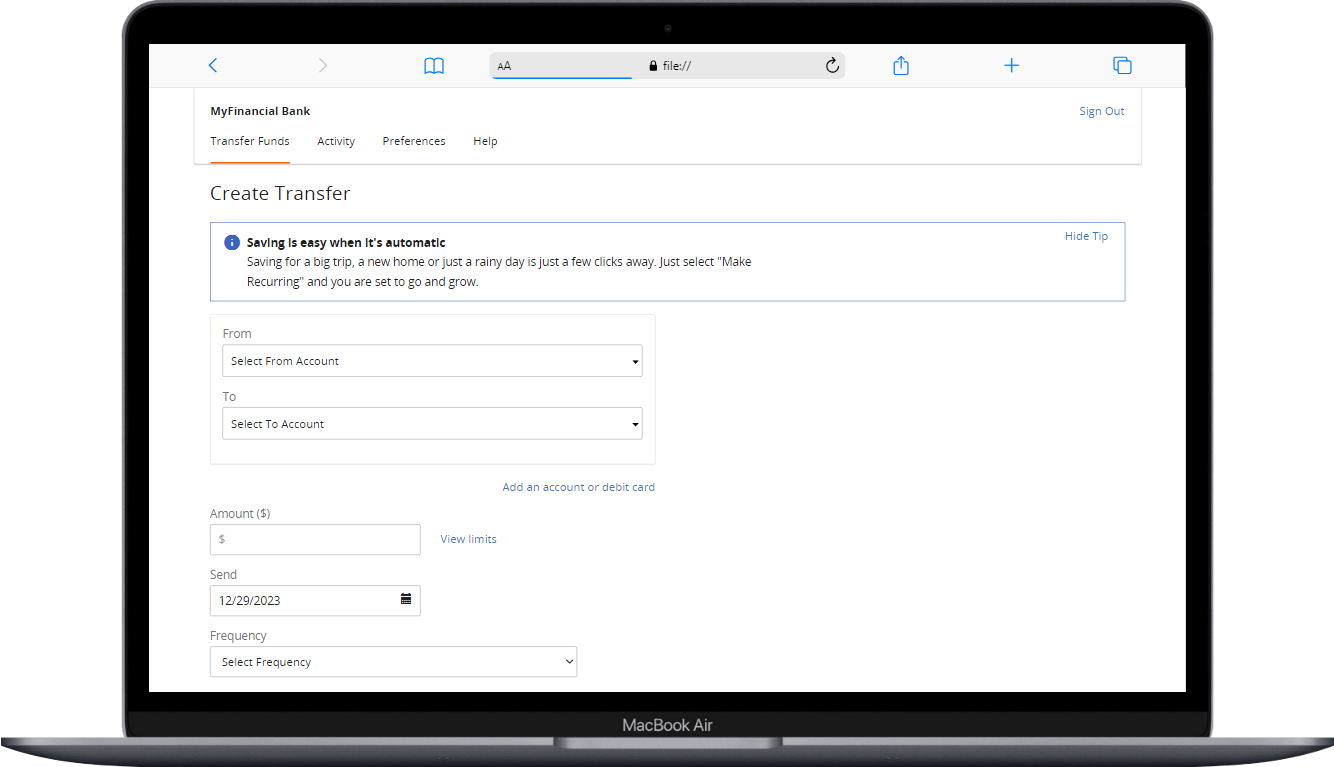 AA
file://
MyFinancial Bank
Sign Out
Transfer Funds
Activity
Preferences
Help
Create Transfer
Saving is easy when it's automatic
Hide Tip
Saving for a big trip, a new home or just a rainy day is just a few clicks away. Just select "Make
Recurring" and you are set to go and grow.
From
Select From Account
To
Select To Account
Add an account or debit card
Amount ($)
$
View limits
Send
12/29/2023
Frequency
Select Frequency
MacBook Air